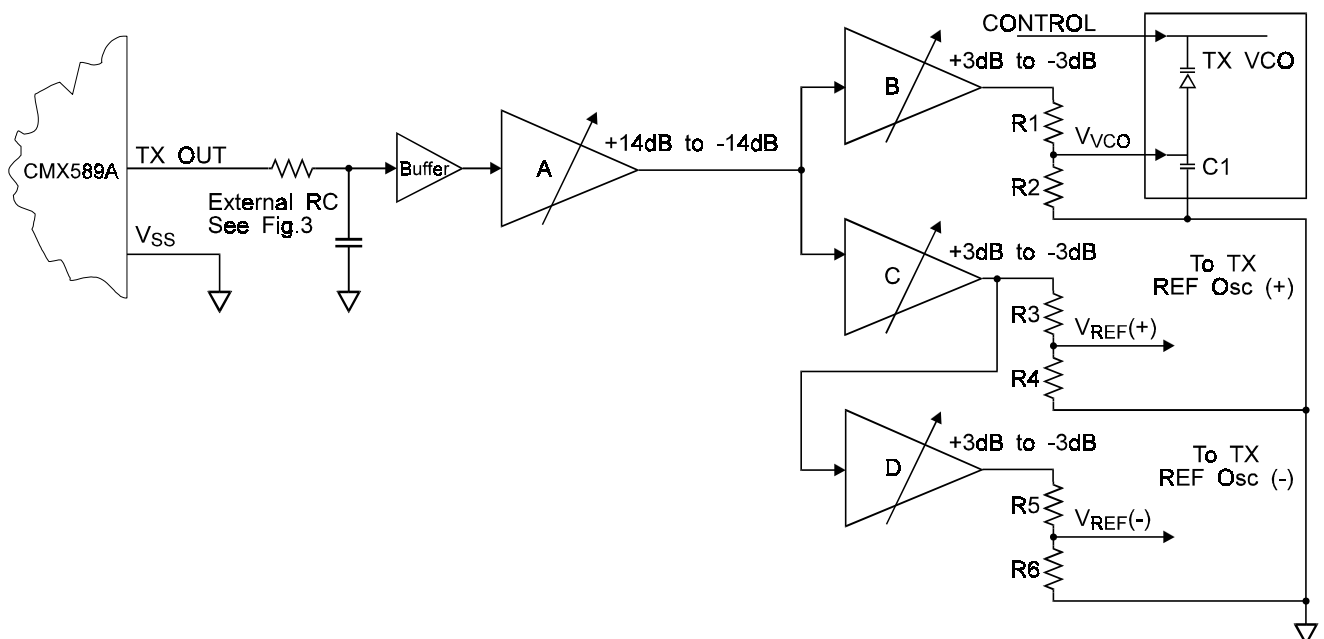 CMX589A
TX OUT
VSS
External RC
See Fig.3
Buffer
A
+14dB to -14dB
B
+3dB to -3dB
CONTROL
TX VCO
R1
VVCO
R2
C1
C
+3dB to -3dB
To TX
REF Osc (+)
R3
VREF(+)
R4
D
+3dB to -3dB
To TX
REF Osc (-)
R5
VREF(-)
R6